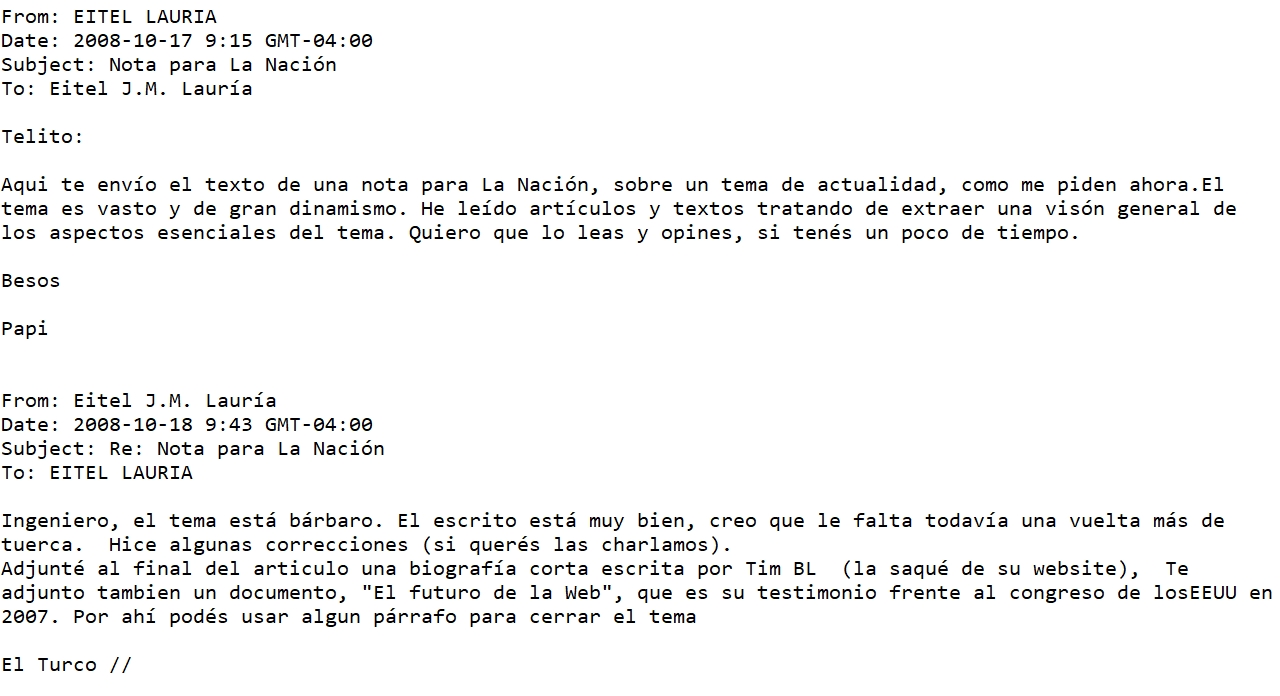 From: EITEL LAURIA
Date: 2008-10-17 9:15 GMT-04:00
Subject: Nota para La Nación
To: Eitel J.M. Lauría
Telito:
Aqui te envío el texto de una nota para La Nación, sobre un tema de actualidad, como me piden ahora.El
tema es vasto y de gran dinamismo. He leído artículos y textos tratando de extraer una visón general de
los aspectos esenciales del tema. Quiero que lo leas y opines, si tenés un poco de tiempo.
Besos
Papi
From: Eitel J.M. Lauría
Date: 2008-10-18 9:43 GMT-04:00
Subject: Re: Nota para La Nación
To: EITEL LAURIA
Ingeniero, el tema está bárbaro. El escrito está muy bien, creo que le falta todavía una vuelta más de
tuerca.  Hice algunas correcciones (si querés las charlamos).
Adjunté al final del articulo una biografía corta escrita por Tim BL  (la saqué de su website),  Te
adjunto tambien un documento, "El futuro de la Web", que es su testimonio frente al congreso de losEEUU en
2007. Por ahí podés usar algun párrafo para cerrar el tema
El Turco //